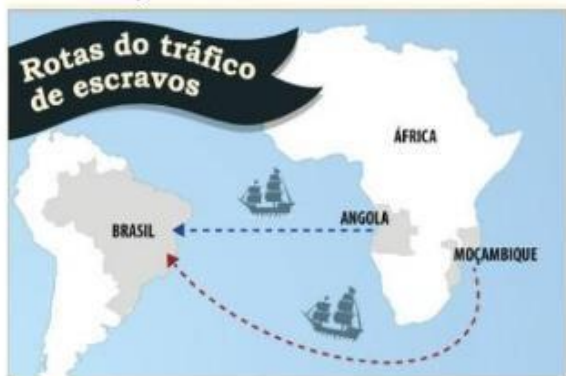 Rotas do tráfico
de escravos
ÁFRICA
BRASIL
ANGOLA
MOÇAMBIQUE